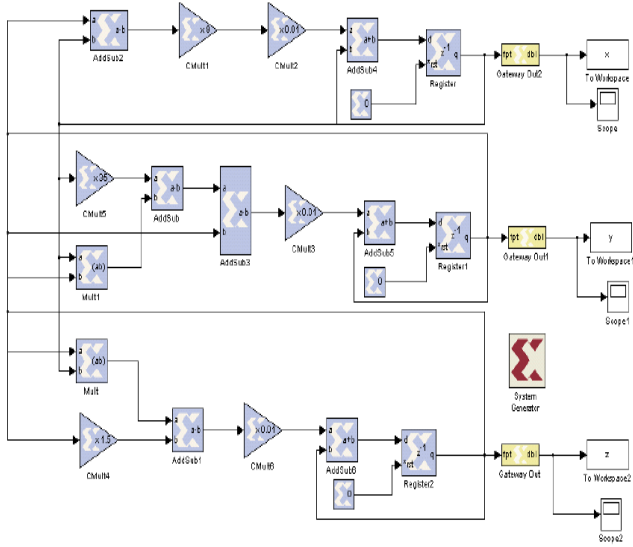 a
b
a-b
AddSub2
x 9
CMult1
x 0.01
CMult2
a
b
a+b
AddSub4
d
rst
z-1
q
Register
0
fpt dbl
Gateway Out2
x
To Workspace
Scope
x 35
CMult5
a
b
a-b
AddSub
a
b
a-b
AddSub3
x 0.01
CMult3
a
b
a+b
AddSub5
d
rst
z-1
q
Register1
0
fpt dbl
Gateway Out1
y
To Workspace1
Scope1
a
b
(ab)
Mult1
a
b
(ab)
Mult
System
Generator
x 1.5
CMult4
a
b
a-b
AddSub1
x 0.01
CMult6
a
b
a+b
AddSub6
d
rst
z-1
q
Register2
0
fpt dbl
Gateway Out
z
To Workspace2
Scope2